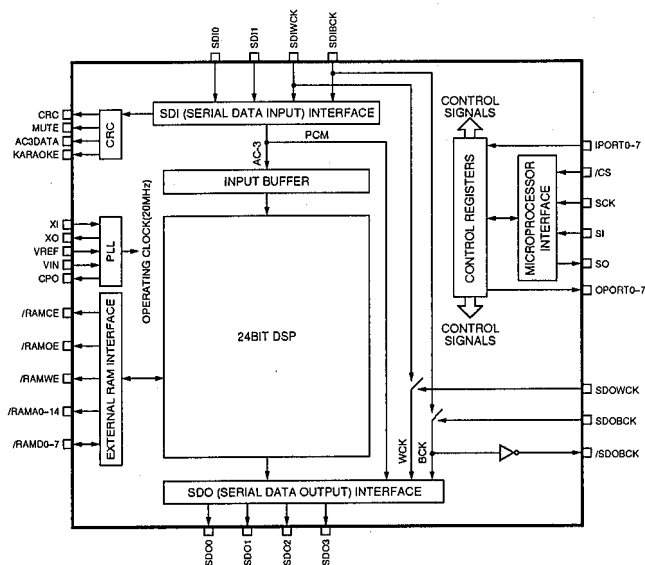 SDI0
SDI1
SDIWCK
SDIBCK
SDI (SERIAL DATA INPUT) INTERFACE
CRC
MUTE
AC3DATA
KARAOKE
CRC
AC-3
PCM
INPUT BUFFER
CONTROL
SIGNALS
CONTROL REGISTERS
MICROPROCESSOR
INTERFACE
IPORT0-7
/CS
SCK
SI
SO
OPORT0-7
CONTROL
SIGNALS
XI
XO
VREF
VIN
CPO
PLL
OPERATING CLOCK(20MHz)
/RAMCE
/RAMOE
/RAMWE
/RAMA0-14
/RAMD0-7
EXTERNAL RAM INTERFACE
24BIT DSP
SDOWCK
SDOBCK
/SDOBCK
WCK
BCK
SDO (SERIAL DATA OUTPUT) INTERFACE
SDO0
SDO1
SDO2
SDO3